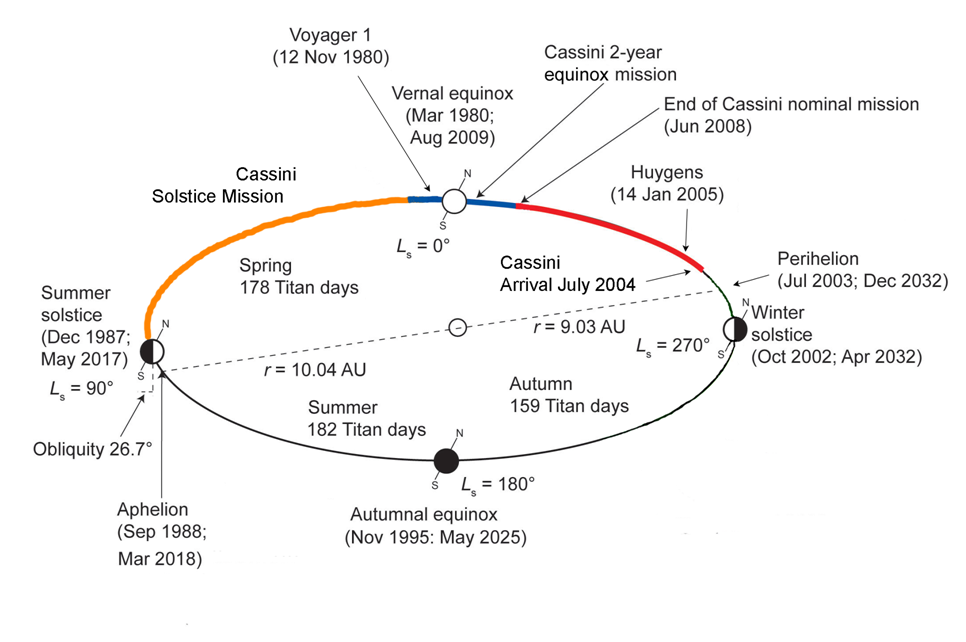 Voyager 1
(12 Nov 1980)
Cassini 2-year
equinox mission
Vernal equinox
(Mar 1980;
Aug 2009)
End of Cassini nominal mission
(Jun 2008)
Huygens
(14 Jan 2005)
Cassini
Solstice Mission
N
S
Ls = 0°
Spring
178 Titan days
Cassini
Arrival July 2004
Perihelion
(Jul 2003; Dec 2032)
Summer
solstice
(Dec 1987;
May 2017)
N
S
Ls = 90°
N
S
Winter
solstice
(Oct 2002; Apr 2032)
Ls = 270°
r = 9.03 AU
r = 10.04 AU
Autumn
159 Titan days
Summer
182 Titan days
Obliquity 26.7°
N
S
Ls = 180°
Aphelion
(Sep 1988;
Mar 2018)
Autumnal equinox
(Nov 1995: May 2025)